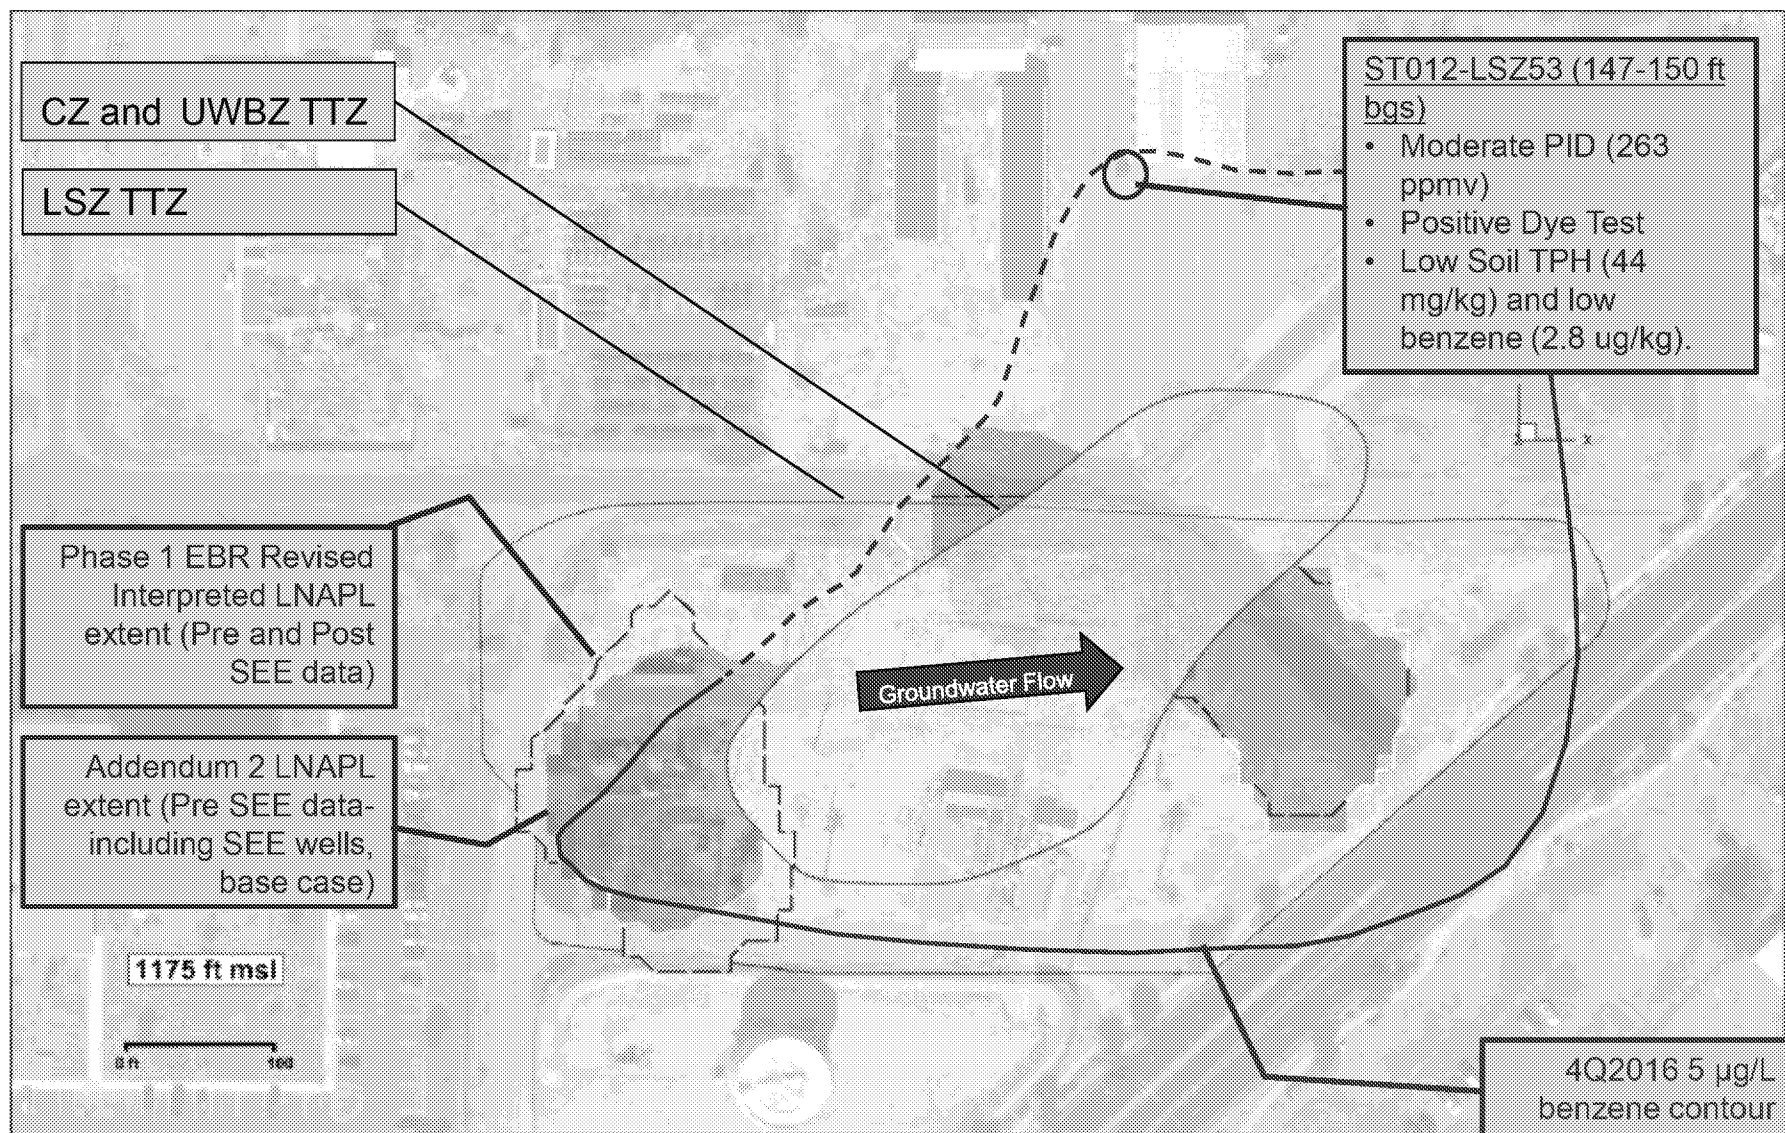 CZ and UWBZ TTZ
LSZ TTZ
ST012-LSZ53 (147-150 ft
bgs)
• Moderate PID (263
ppmv)
• Positive Dye Test
• Low Soil TPH (44
mg/kg) and low
benzene (2.8 ug/kg).
x
Phase 1 EBR Revised
Interpreted LNAPL
extent (Pre and Post
SEE data)
Groundwater Flow
Addendum 2 LNAPL
extent (Pre SEE data-
including SEE wells,
base case)
1175 ft msl
0 ft 100
4Q2016 5 µg/L
benzene contour